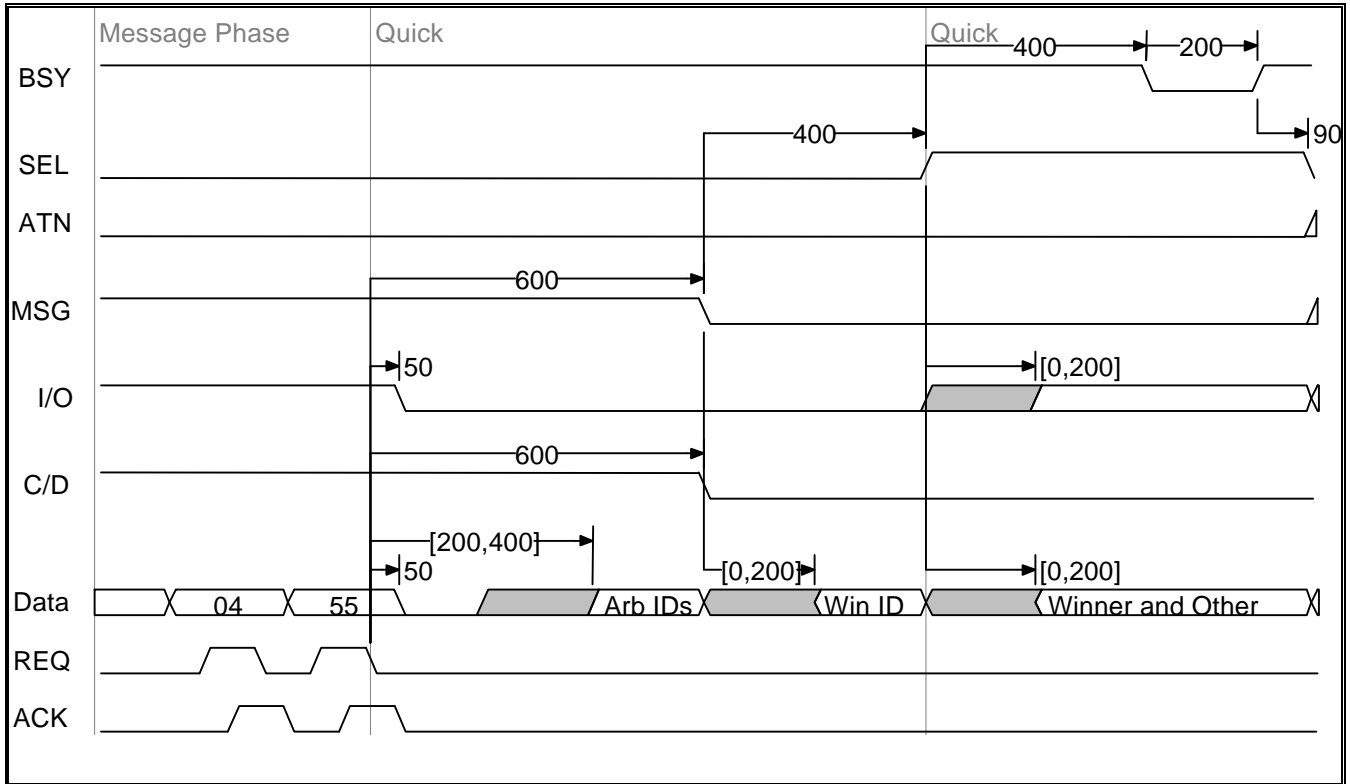 Message Phase Quick Quick
400 200
BSY
400 90
SEL
ATN
600
MSG
50 [0,200]
I/O
600
C/D
[200,400]
50 [0,200] [0,200]
Data 04 55 Arb IDs Win ID Winner and Other
REQ
ACK